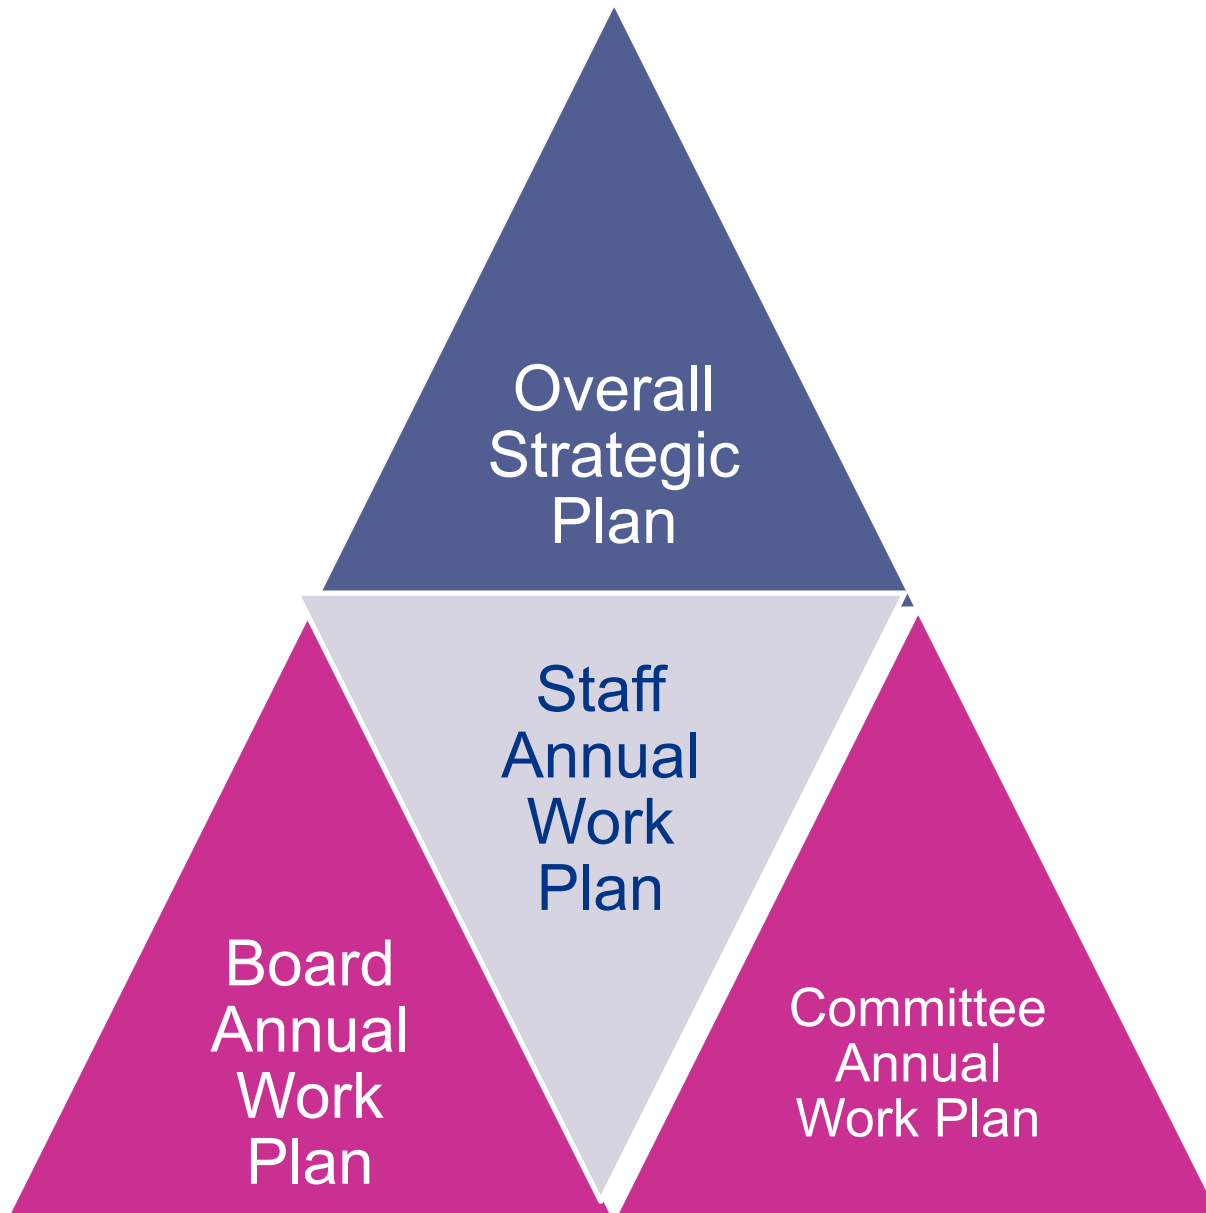 Overall
Strategic
Plan
Staff
Annual
Work
Plan
Board
Annual
Work
Plan
Committee
Annual
Work Plan